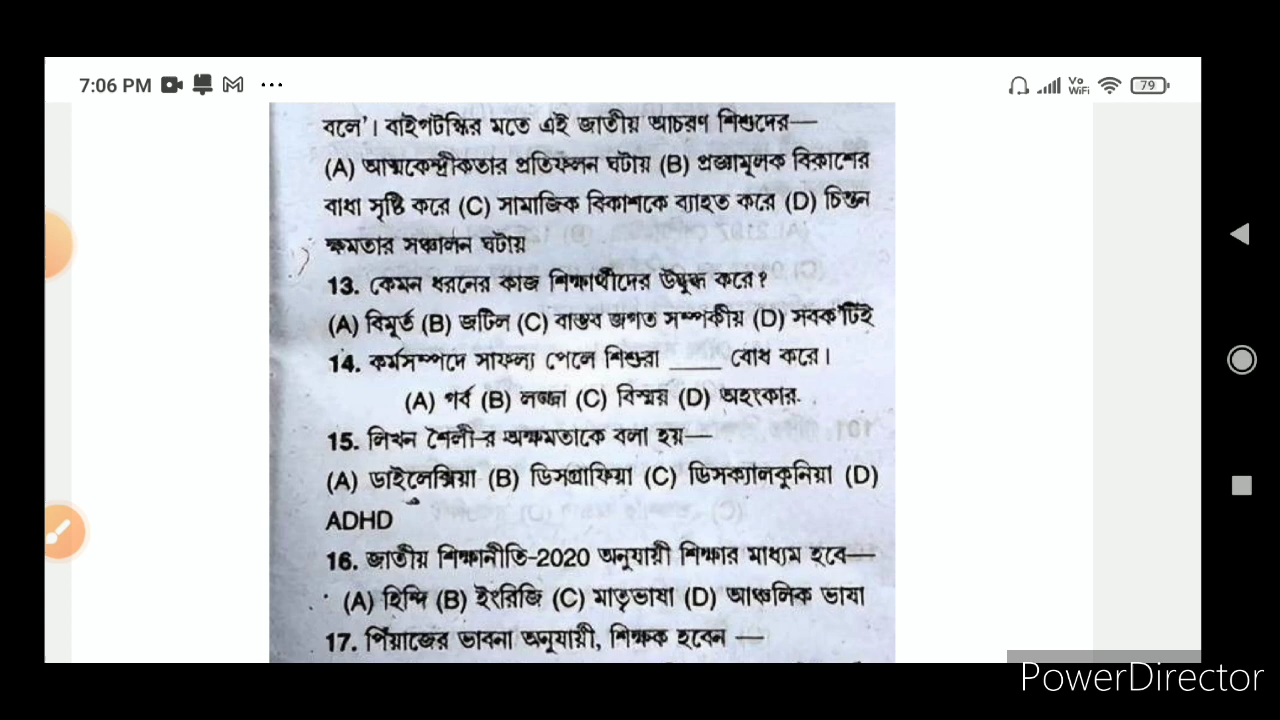 7:06 PM
Vo WiFi
79
বলে'। বাইগটস্কির মতে এই জাতীয় আচরণ শিশুদের—
(A) আত্মকেন্দ্রীকতার প্রতিফলন ঘটায় (B) প্রজ্ঞামূলক বিকাশের
বাধা সৃষ্টি করে (C) সামাজিক বিকাশকে ব্যাহত করে (D) চিন্তন
ক্ষমতার সঞ্চালন ঘটায়
13. কেমন ধরনের কাজ শিক্ষার্থীদের উদ্বুদ্ধ করে?
(A) বিমূর্ত (B) জটিল (C) বাস্তব জগত সম্পর্কীয় (D) সবক'টিই
14. কর্মসম্পদে সাফল্য পেলে শিশুরা ____ বোধ করে।
(A) গর্ব (B) লজ্জা (C) বিস্ময় (D) অহংকার.
15. লিখন শৈলী-র অক্ষমতাকে বলা হয়—
(A) ডাইলেক্সিয়া (B) ডিসগ্রাফিয়া (C) ডিসক্যালকুনিয়া (D)
ADHD
16. জাতীয় শিক্ষানীতি-2020 অনুযায়ী শিক্ষার মাধ্যম হবে—
(A) হিন্দি (B) ইংরিজি (C) মাতৃভাষা (D) আঞ্চলিক ভাষা
17. পিঁয়াজের ভাবনা অনুযায়ী, শিক্ষক হবেন —
PowerDirector